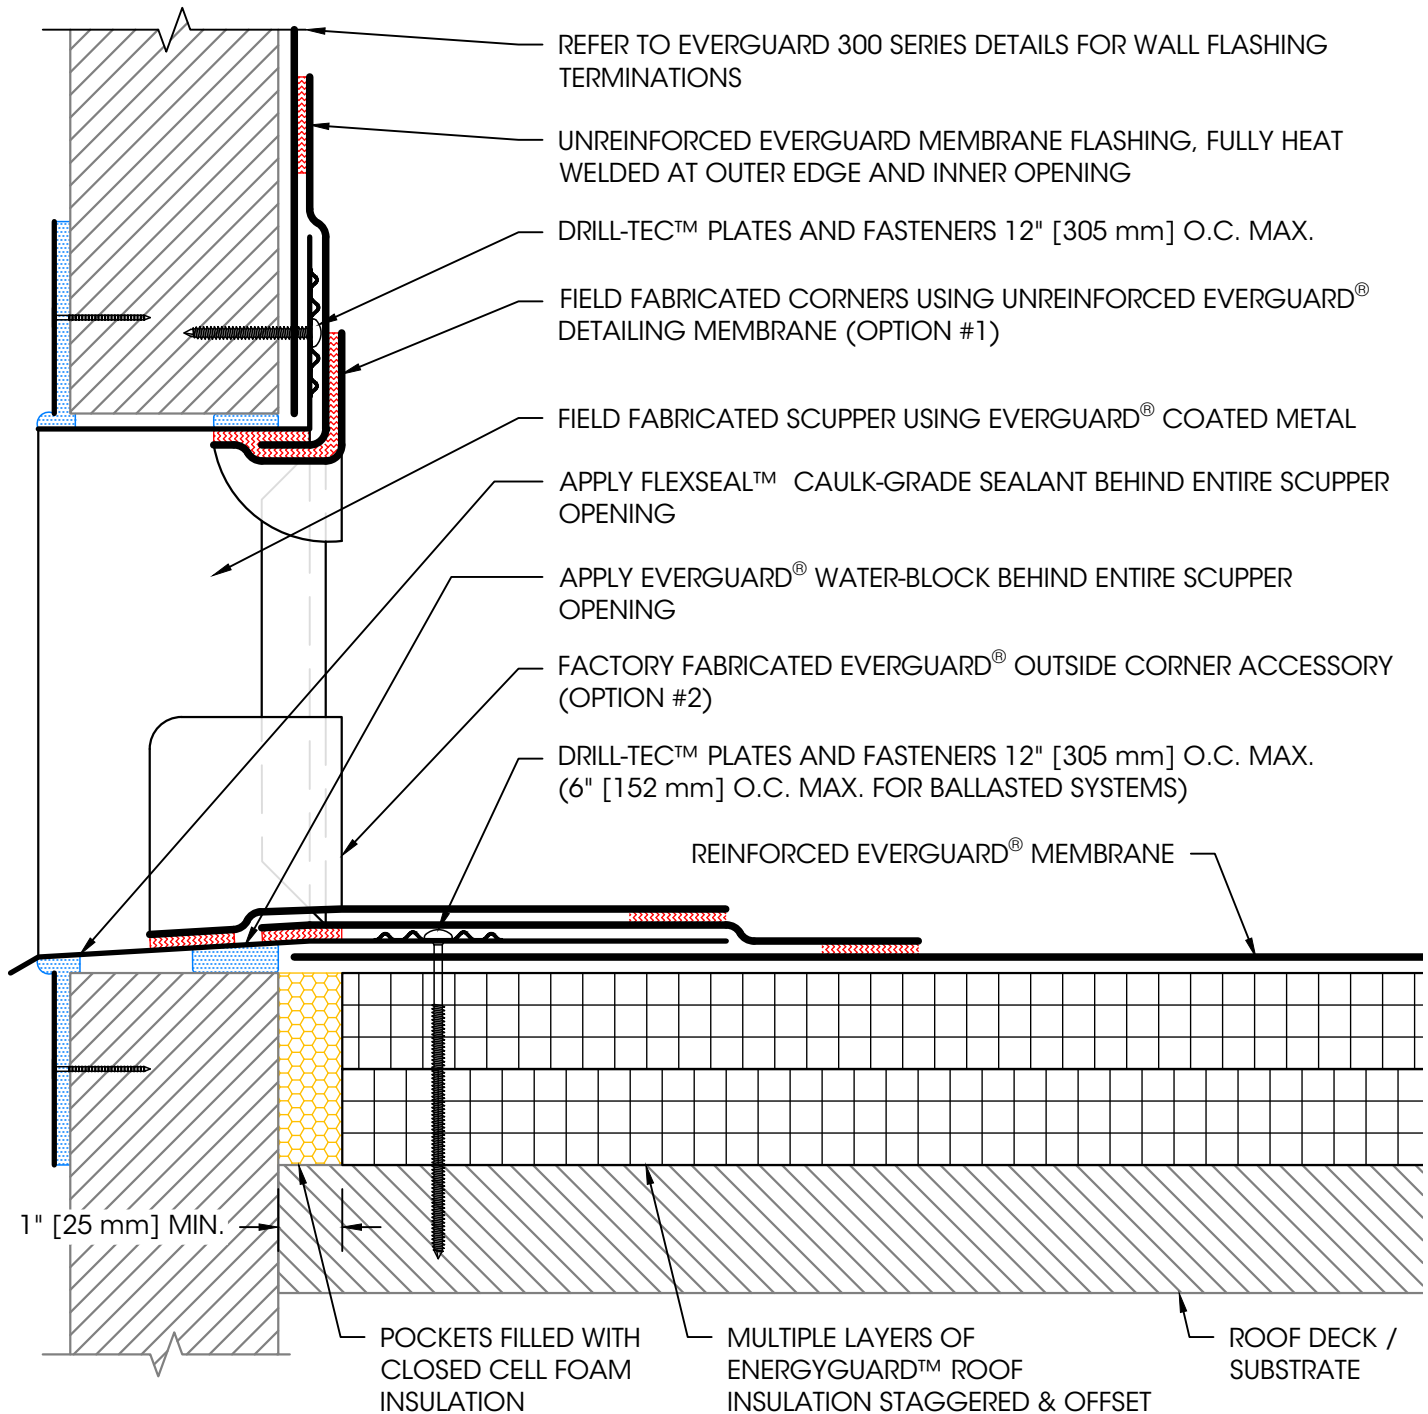 REFER TO EVERGUARD 300 SERIES DETAILS FOR WALL FLASHING
TERMINATIONS
UNREINFORCED EVERGUARD MEMBRANE FLASHING, FULLY HEAT
WELDED AT OUTER EDGE AND INNER OPENING
DRILL-TEC™ PLATES AND FASTENERS 12" [305 mm] O.C. MAX.
FIELD FABRICATED CORNERS USING UNREINFORCED EVERGUARD®
DETAILING MEMBRANE (OPTION #1)
FIELD FABRICATED SCUPPER USING EVERGUARD® COATED METAL
APPLY FLEXSEAL™ CAULK-GRADE SEALANT BEHIND ENTIRE SCUPPER
OPENING
APPLY EVERGUARD® WATER-BLOCK BEHIND ENTIRE SCUPPER
OPENING
FACTORY FABRICATED EVERGUARD® OUTSIDE CORNER ACCESSORY
(OPTION #2)
DRILL-TEC™ PLATES AND FASTENERS 12" [305 mm] O.C. MAX.
(6" [152 mm] O.C. MAX. FOR BALLASTED SYSTEMS)
REINFORCED EVERGUARD® MEMBRANE
1" [25 mm] MIN.
POCKETS FILLED WITH
CLOSED CELL FOAM
INSULATION
MULTIPLE LAYERS OF
ENERGYGUARD™ ROOF
INSULATION STAGGERED & OFFSET
ROOF DECK /
SUBSTRATE